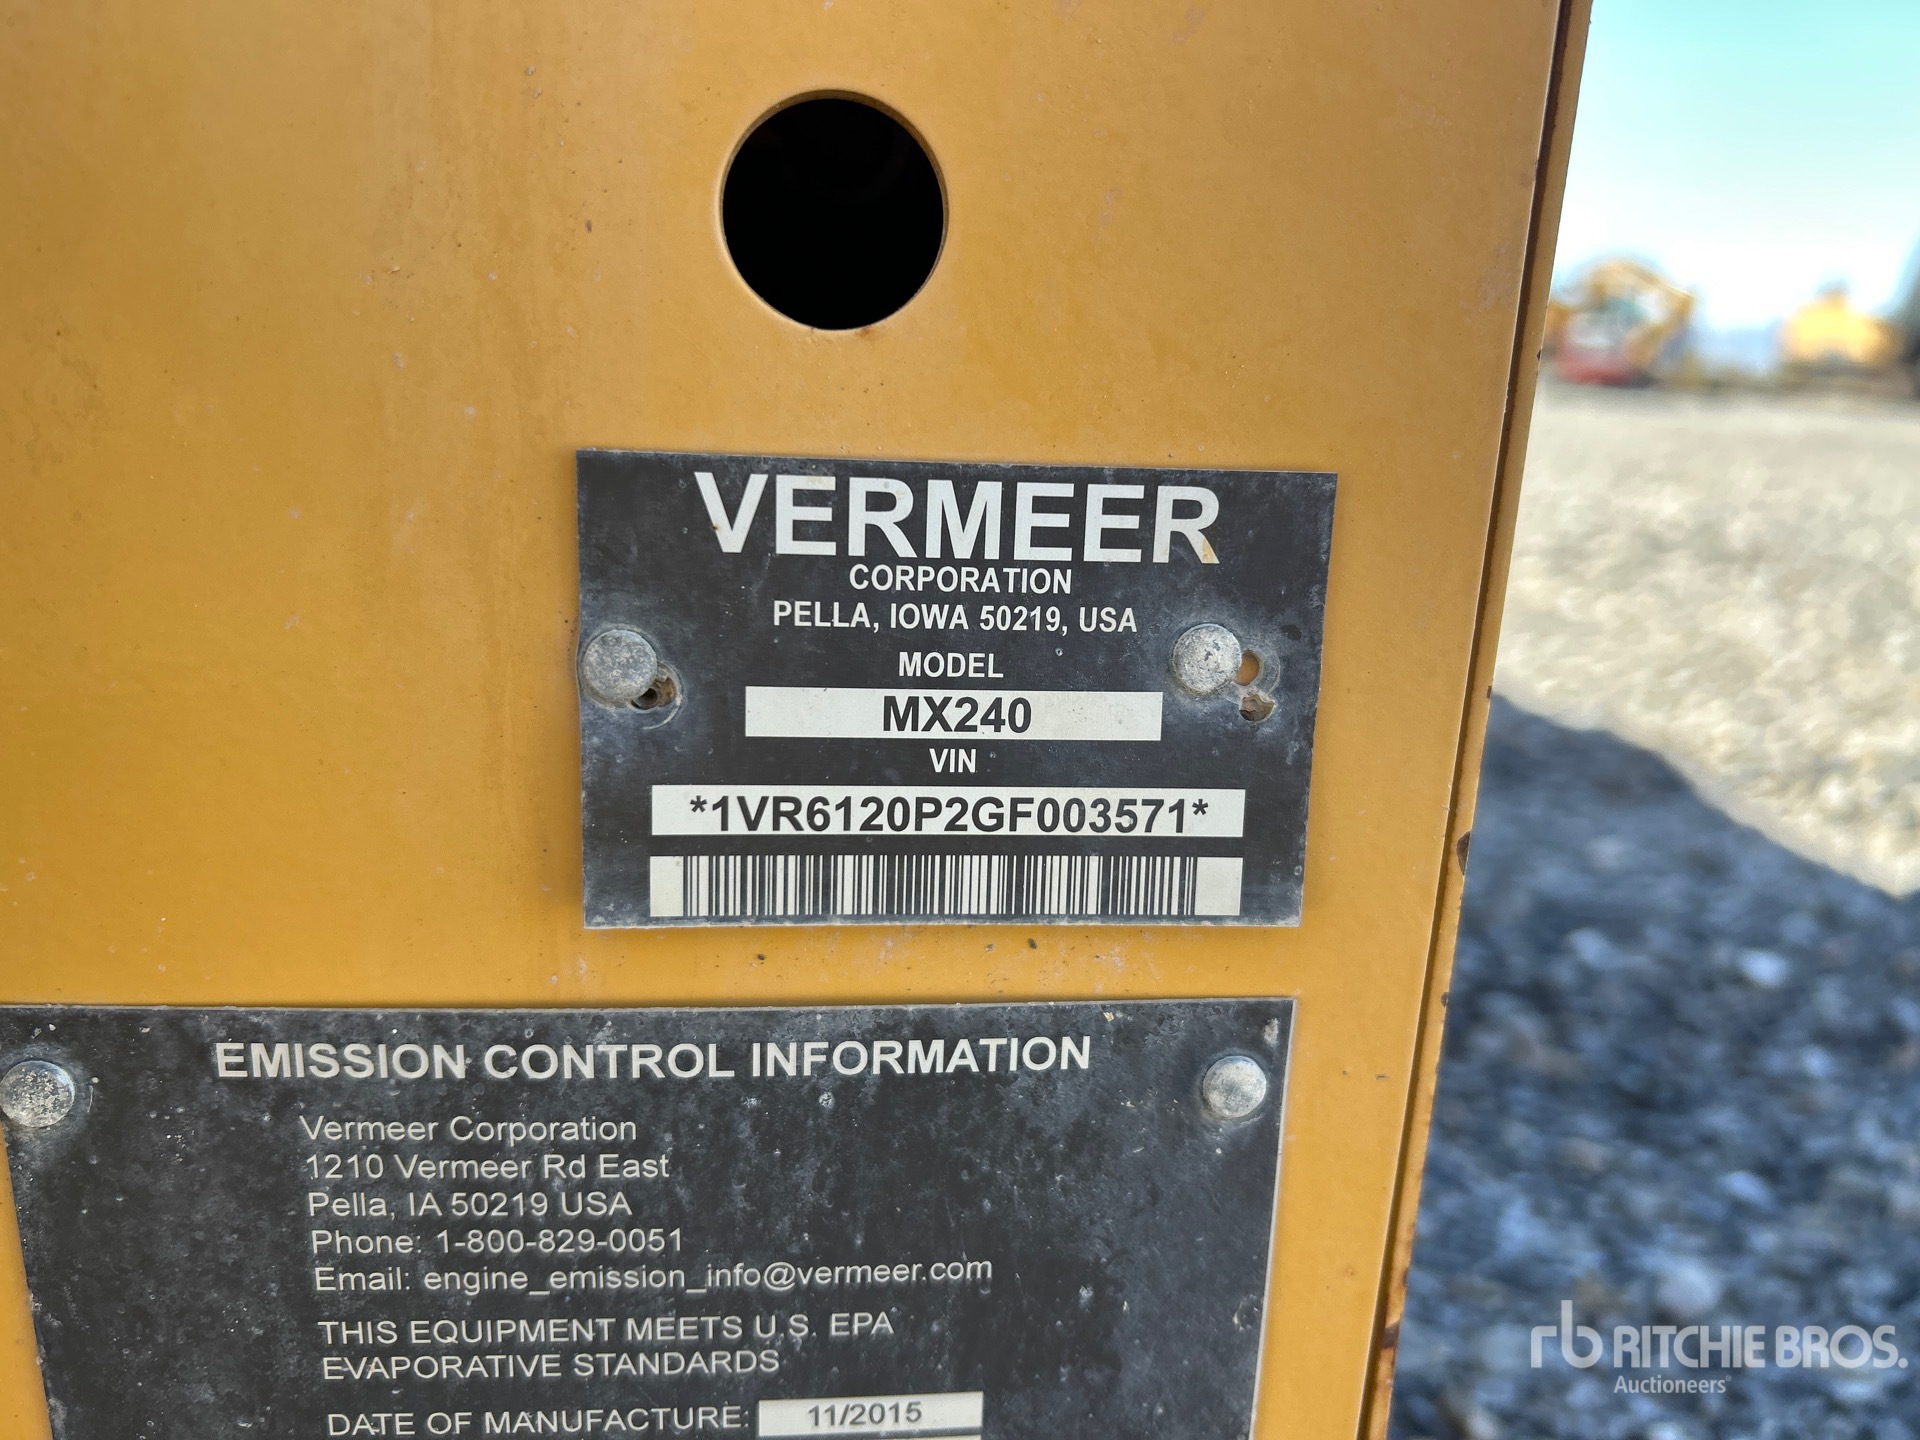 VERMEER
CORPORATION
PELLA, IOWA 50219, USA
MODEL
MX240
VIN
*1VR6120P2GF003571*
EMISSION CONTROL INFORMATION
Vermeer Corporation
1210 Vermeer Rd East
Pella, IA 50219 USA
Phone: 1-800-829-0051
Email: engine_emission_info@vermeer.com
THIS EQUIPMENT MEETS U.S. EPA
EVAPORATIVE STANDARDS
DATE OF MANUFACTURE: 11/2015
rb RITCHIE BROS.
Auctioneers